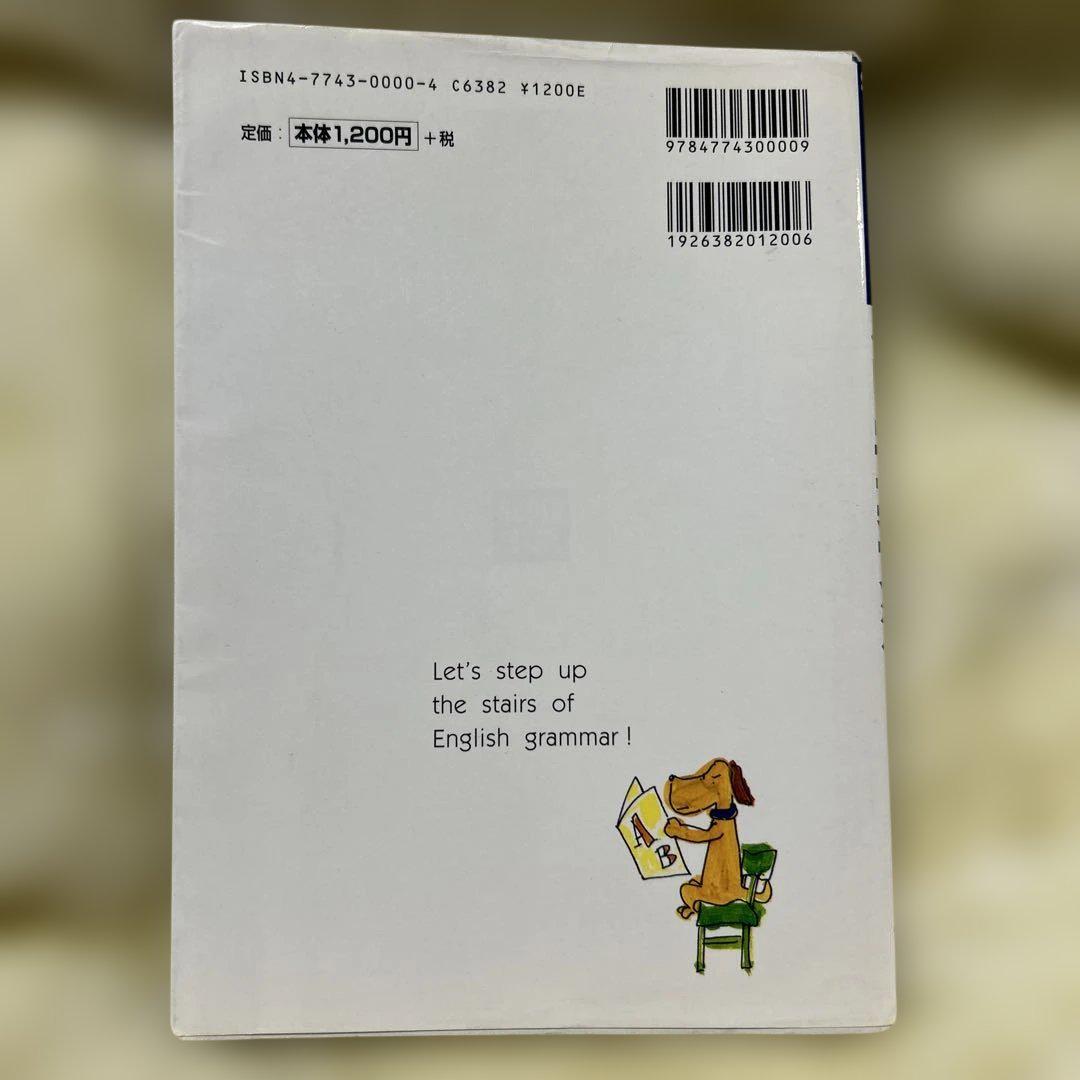 ISBN4-7743-0000-4 C6382 ¥1200E
定価：本体1,200円＋税
9784774300009
1926382012006
Let's step up
the stairs of
English grammar!
A
B